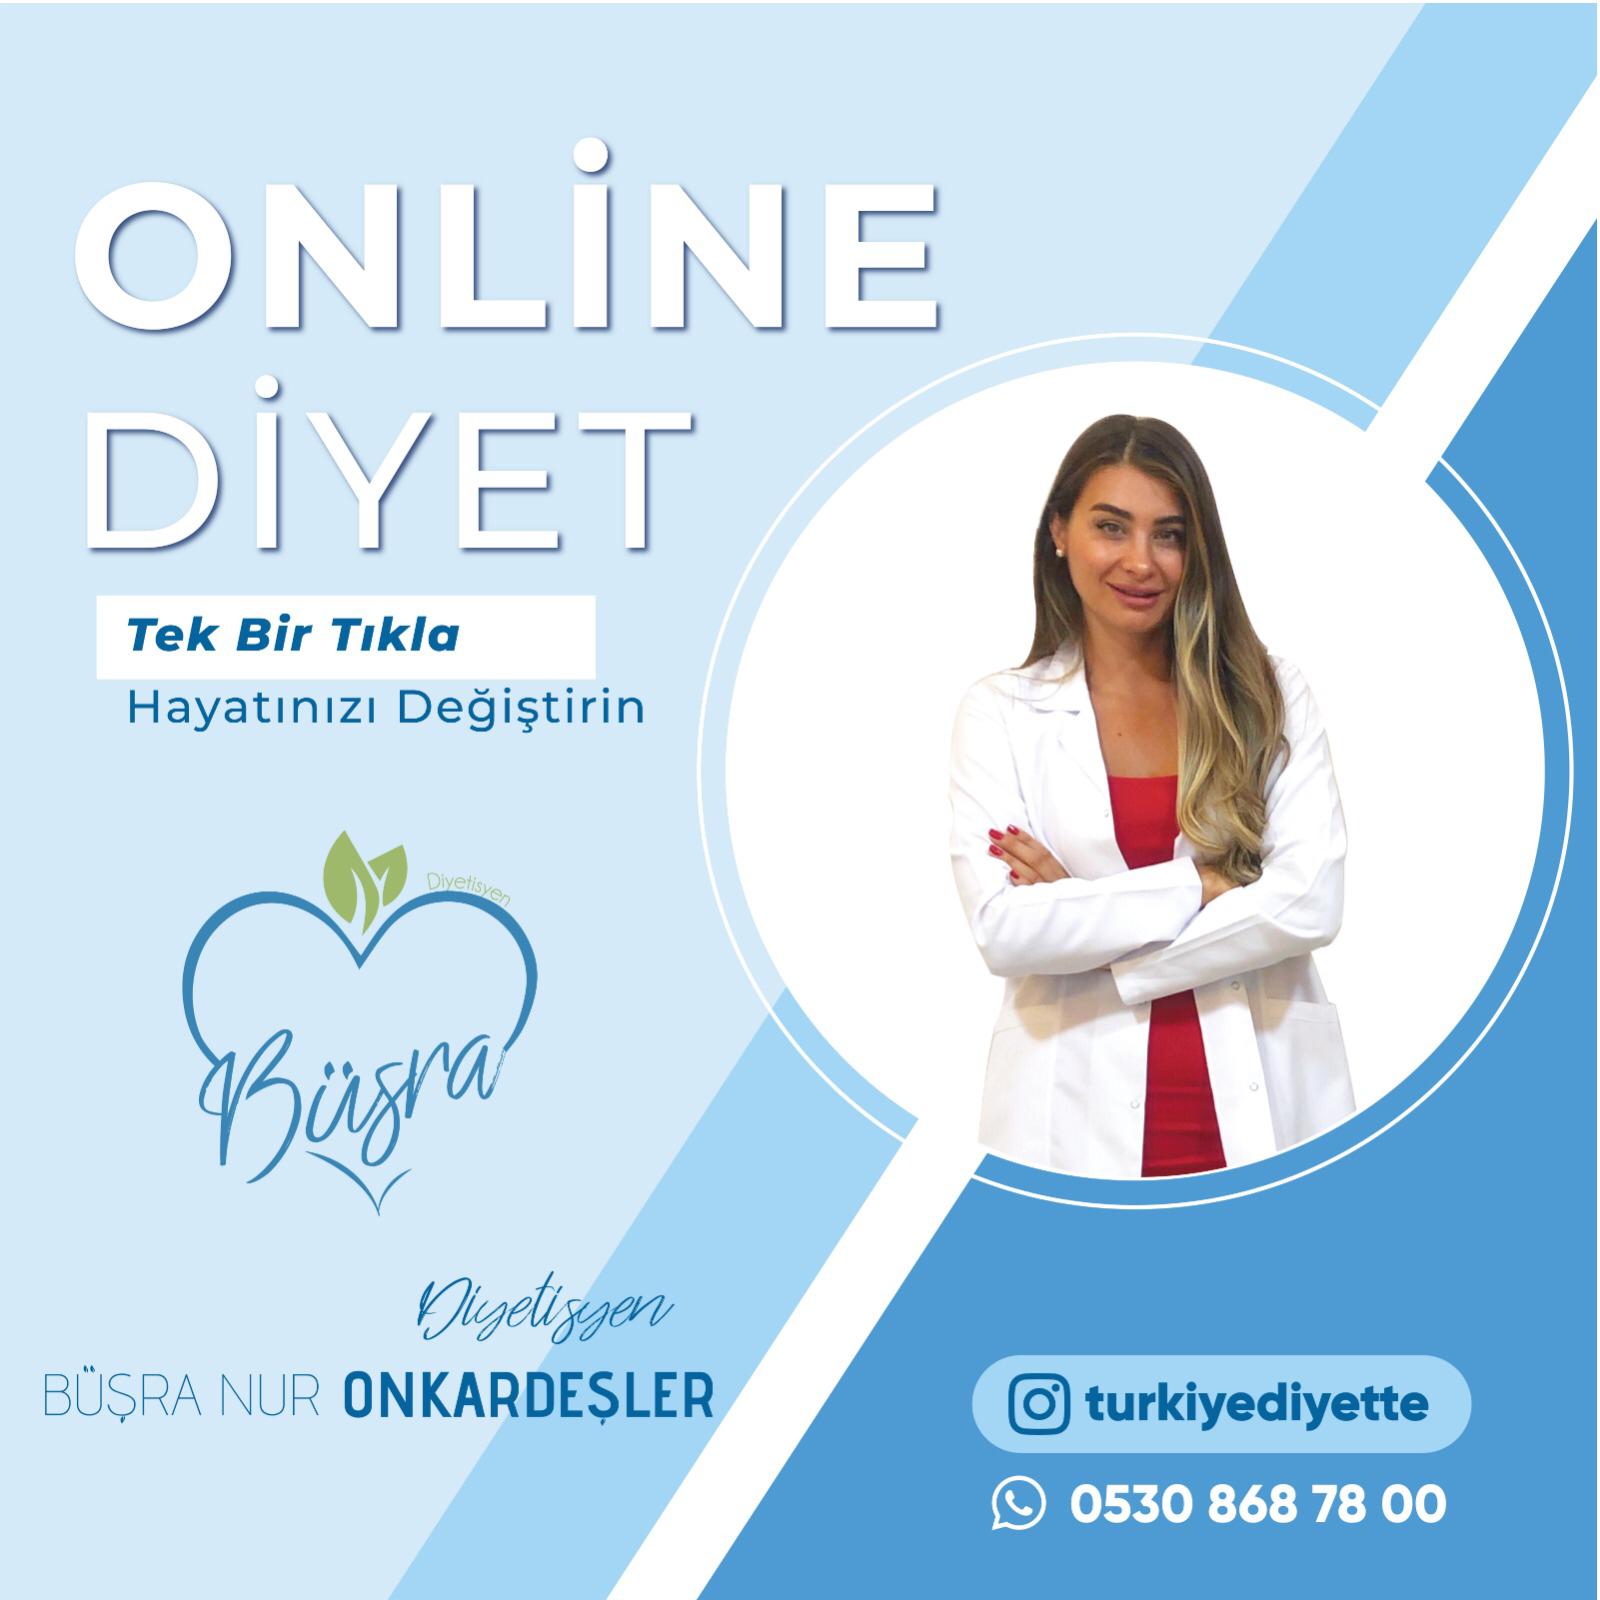 ONLİNE
DİYET
Tek Bir Tıkla
Hayatınızı Değiştirin
Diyetisyen
Büşra
Diyetisyen
BÜŞRA NUR ONKARDEŞLER
turkiyediyette
0530 868 78 00